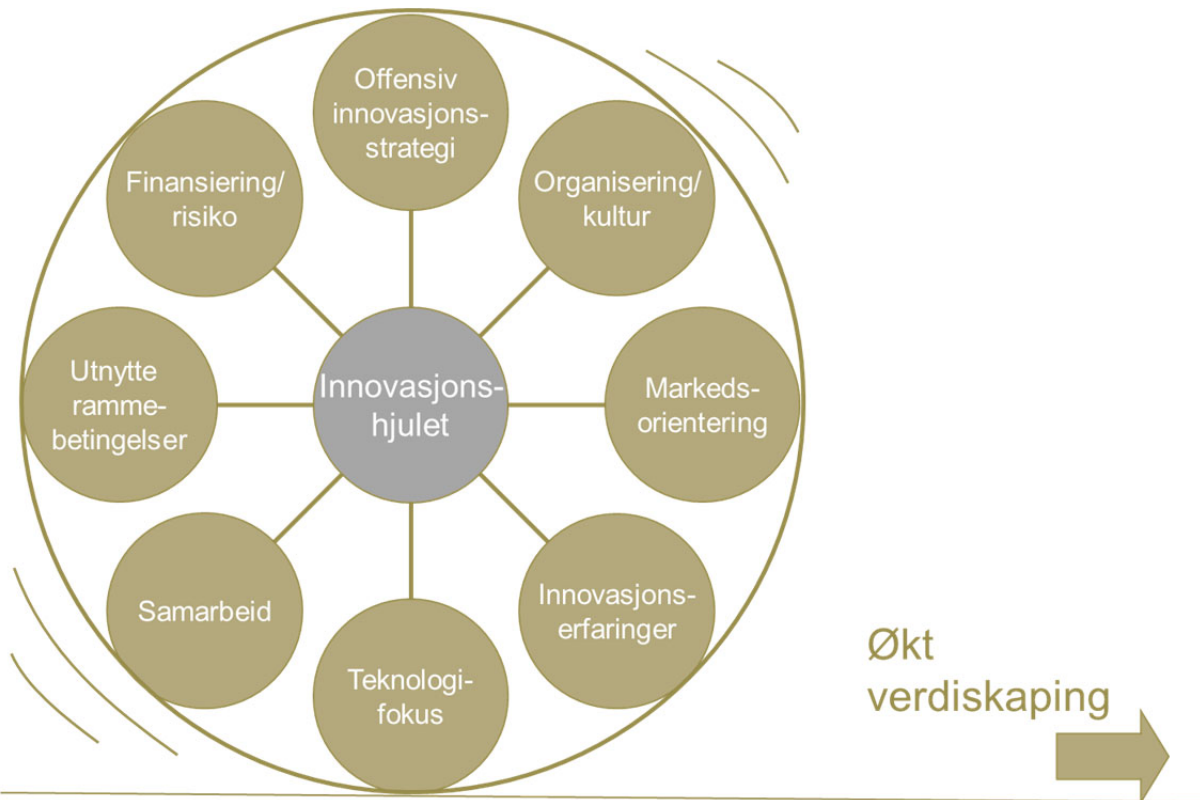 Offensiv
innovasjons-
strategi
Organisering/
kultur
Markeds-
orientering
Innovasjons-
erfaringer
Teknologi-
fokus
Samarbeid
Utnytte
ramme-
betingelser
Finansiering/
risiko
Innovasjons-
hjulet
Økt
verdiskaping